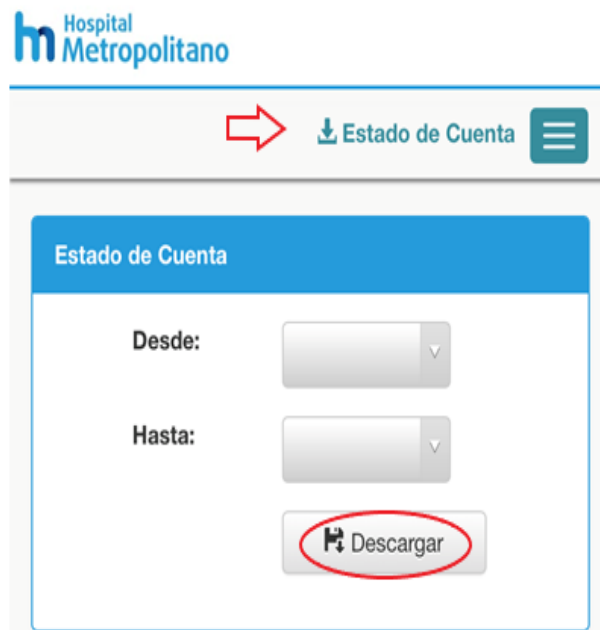 Hospital
Metropolitano
Estado de Cuenta
Estado de Cuenta
Desde:
Hasta:
Descargar